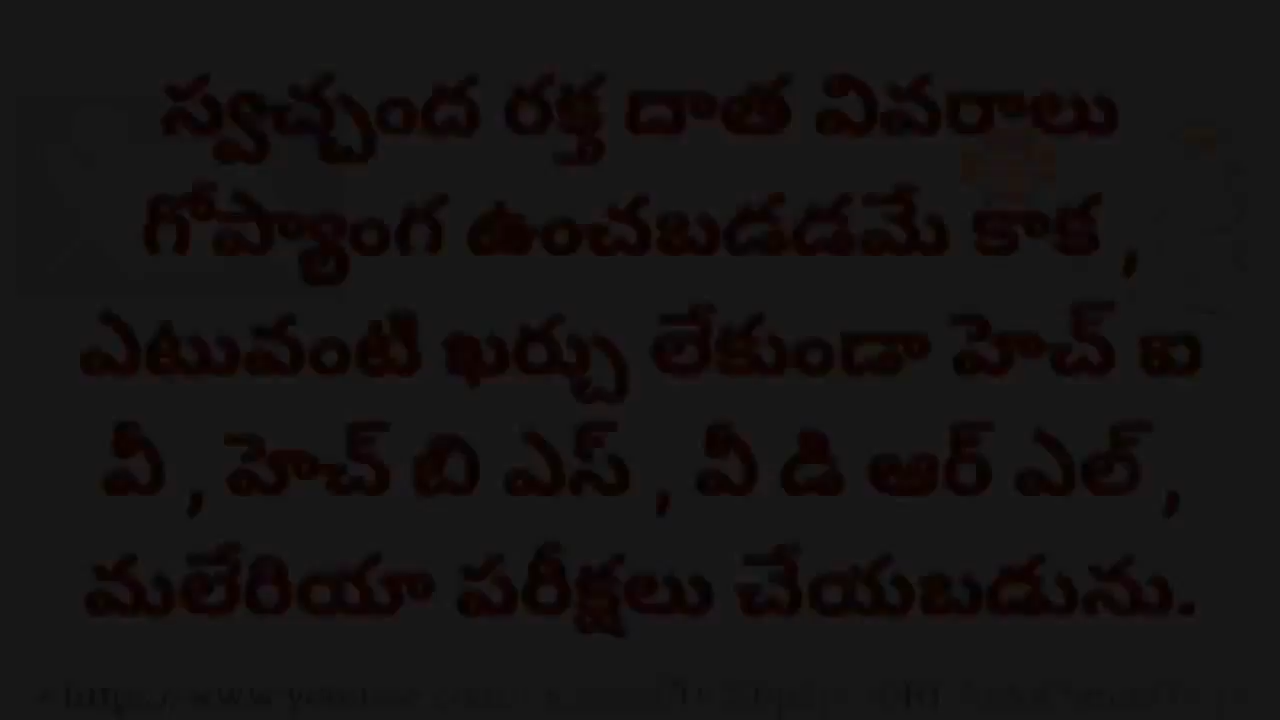 స్వచ్ఛంద రక్త దాత వివరాలు
గోప్యాంగ ఉంచబడడమే కాక ,
ఎటువంటి ఖర్చు లేకుండా హెచ్ ఐ
వీ , హెచ్ బి ఎస్ , వీ డి ఆర్ ఎల్ ,
మలేరియా పరీక్షలు చేయబడును.